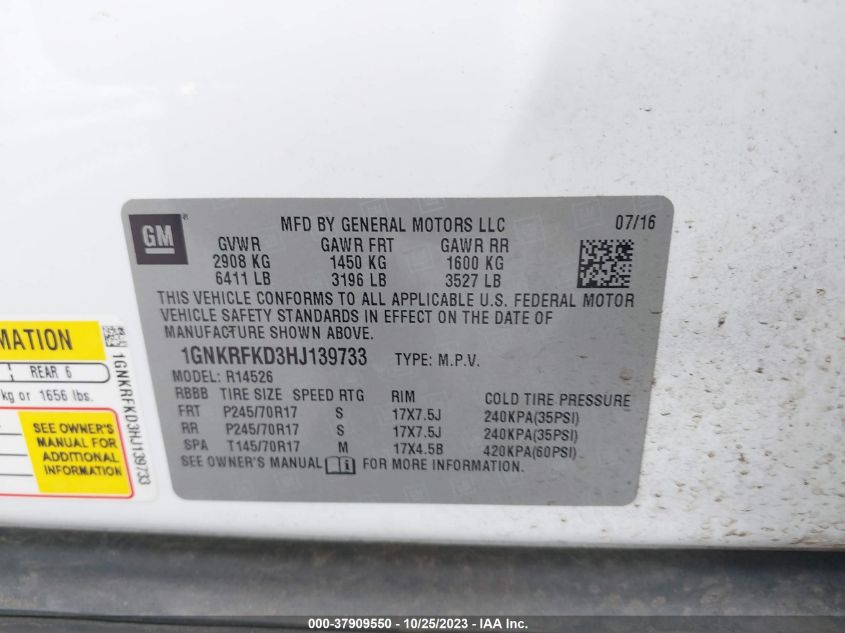 GM
MFD BY GENERAL MOTORS LLC 07/16
GVWR GAWR FRT GAWR RR
2908 KG 1450 KG 1600 KG
6411 LB 3196 LB 3527 LB
THIS VEHICLE CONFORMS TO ALL APPLICABLE U.S. FEDERAL MOTOR
VEHICLE SAFETY STANDARDS IN EFFECT ON THE DATE OF
MANUFACTURE SHOWN ABOVE.
1GNKRFKD3HJ139733 TYPE: M.P.V.
MODEL: R14526
RBBB TIRE SIZE SPEED RTG RIM COLD TIRE PRESSURE
FRT P245/70R17 S 17X7.5J 240KPA(35PSI)
RR P245/70R17 S 17X7.5J 240KPA(35PSI)
SPA T145/70R17 M 17X4.5B 420KPA(60PSI)
SEE OWNER'S MANUAL FOR MORE INFORMATION.
MATION
REAR 6
kg or 1656 lbs.
SEE OWNER'S
MANUAL FOR
ADDITIONAL
INFORMATION
1GNKRFKD3HJ139733
000-37909550 - 10/25/2023 - IAA Inc.